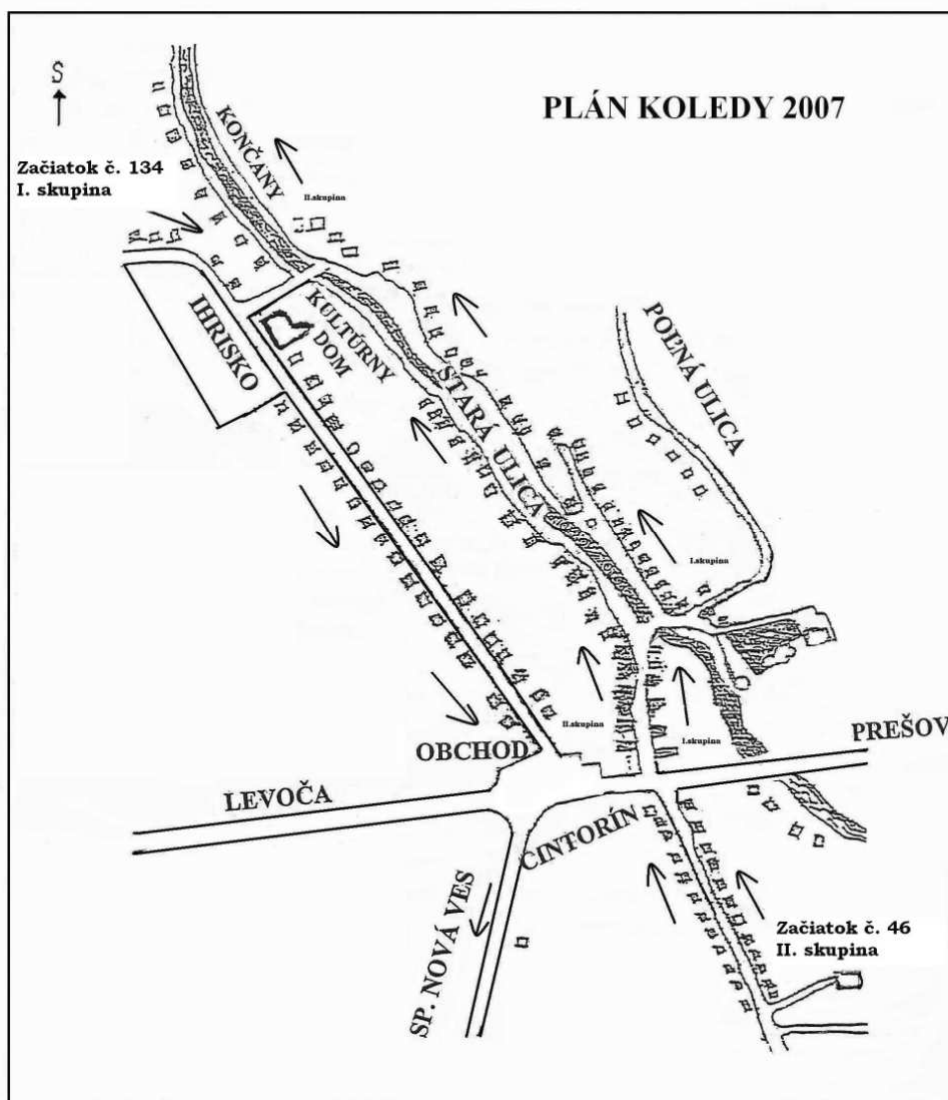 S
PLÁN KOLEDY 2007
KONČANY
Začiatok č. 134
I. skupina
II.skupina
IHRISKO
KULTÚRNY
DOM
POĽNÁ ULICA
STARÁ ULICA
I.skupina
II.skupina
I.skupina
OBCHOD
PREŠOV
LEVOČA
CINTORÍN
SP. NOVÁ VES
Začiatok č. 46
II. skupina